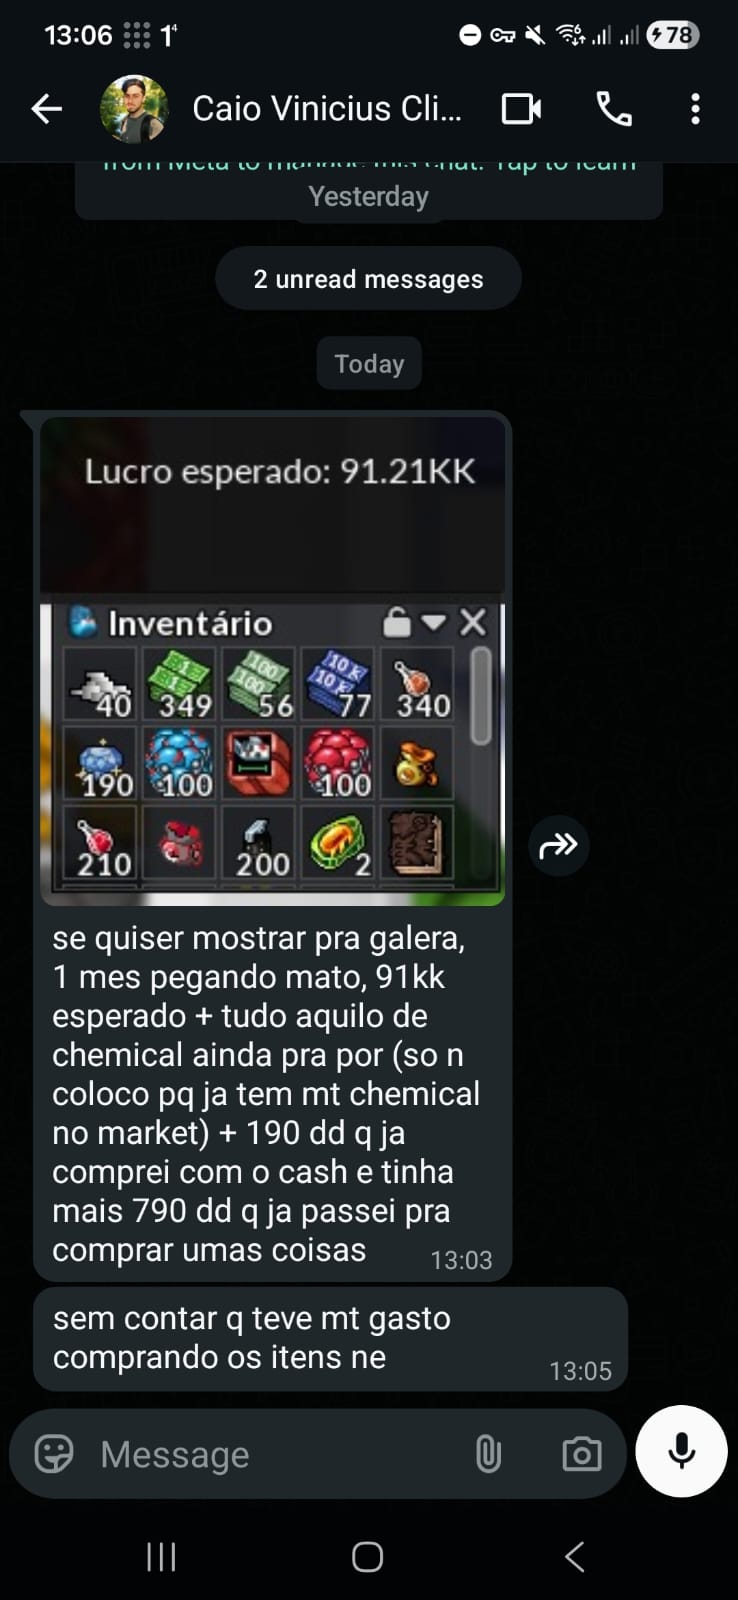 13:06
78
Caio Vinicius Cli...
Yesterday
2 unread messages
Today
Lucro esperado: 91.21KK
Inventário
40 349 56 77 340
190 100 100
210 200 2
se quiser mostrar pra galera,
1 mes pegando mato, 91kk
esperado + tudo aquilo de
chemical ainda pra por (so n
coloco pq ja tem mt chemical
no market) + 190 dd q ja
comprei com o cash e tinha
mais 790 dd q ja passei pra
comprar umas coisas
13:03
sem contar q teve mt gasto
comprando os itens ne
13:05
Message